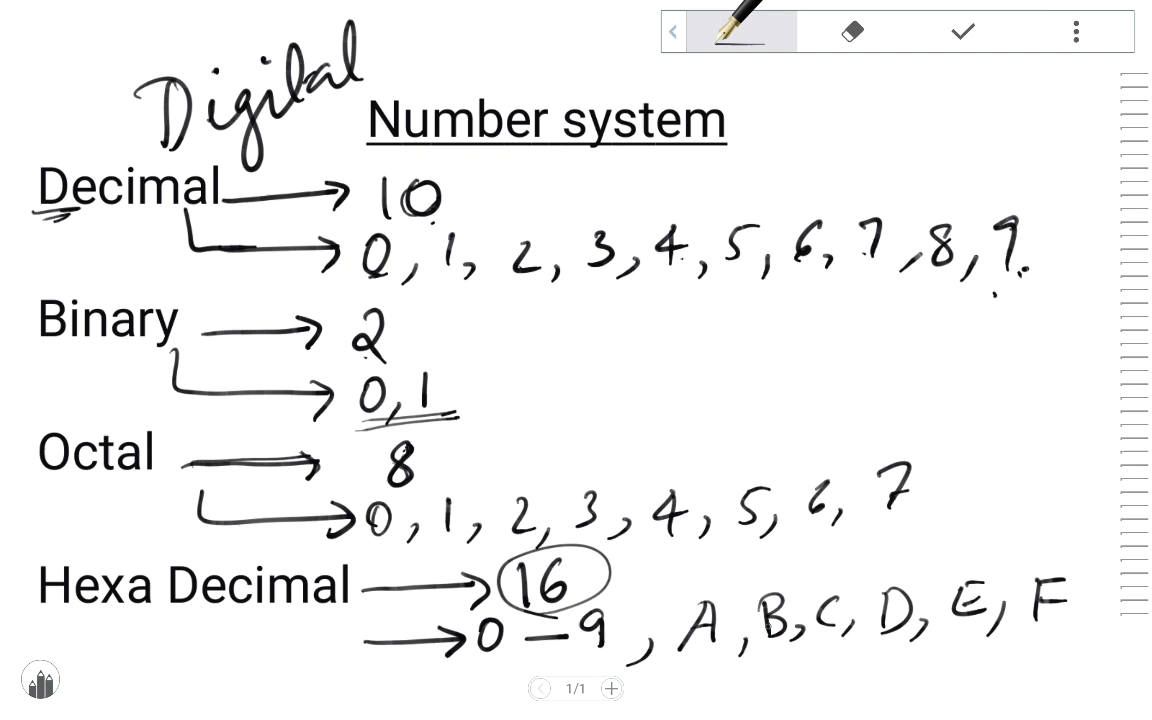 Digital
Number system
Decimal → 10
→ 0, 1, 2, 3, 4, 5, 6, 7, 8, 9.
Binary → 2
→ 0, 1
Octal → 8
→ 0, 1, 2, 3, 4, 5, 6, 7
Hexa Decimal → 16
→ 0 – 9, A, B, C, D, E, F
1/1